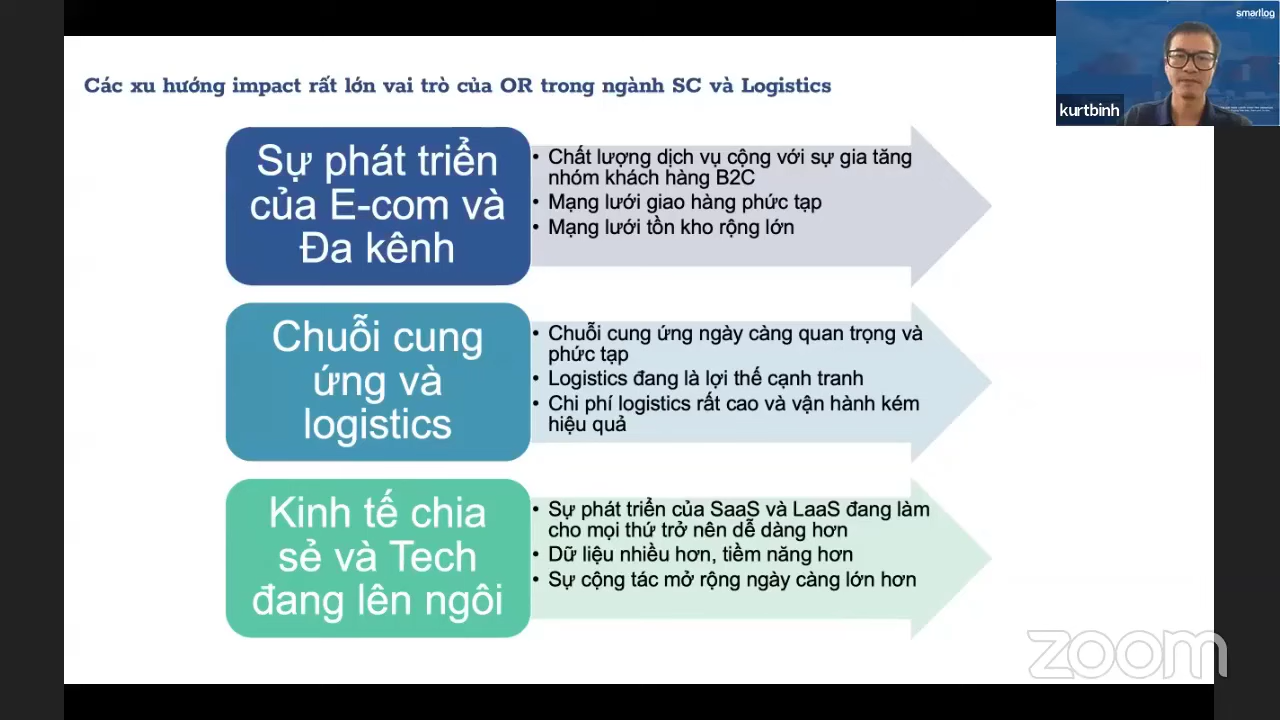 smartlog
kurtbinh
Các xu hướng impact rất lớn vai trò của OR trong ngành SC và Logistics
Sự phát triển
của E-com và
Đa kênh
• Chất lượng dịch vụ cộng với sự gia tăng
nhóm khách hàng B2C
• Mạng lưới giao hàng phức tạp
• Mạng lưới tồn kho rộng lớn
Chuỗi cung
ứng và
logistics
• Chuỗi cung ứng ngày càng quan trọng và
phức tạp
• Logistics đang là lợi thế cạnh tranh
• Chi phí logistics rất cao và vận hành kém
hiệu quả
Kinh tế chia
sẻ và Tech
đang lên ngôi
• Sự phát triển của SaaS và LaaS đang làm
cho mọi thứ trở nên dễ dàng hơn
• Dữ liệu nhiều hơn, tiềm năng hơn
• Sự cộng tác mở rộng ngày càng lớn hơn
zoom